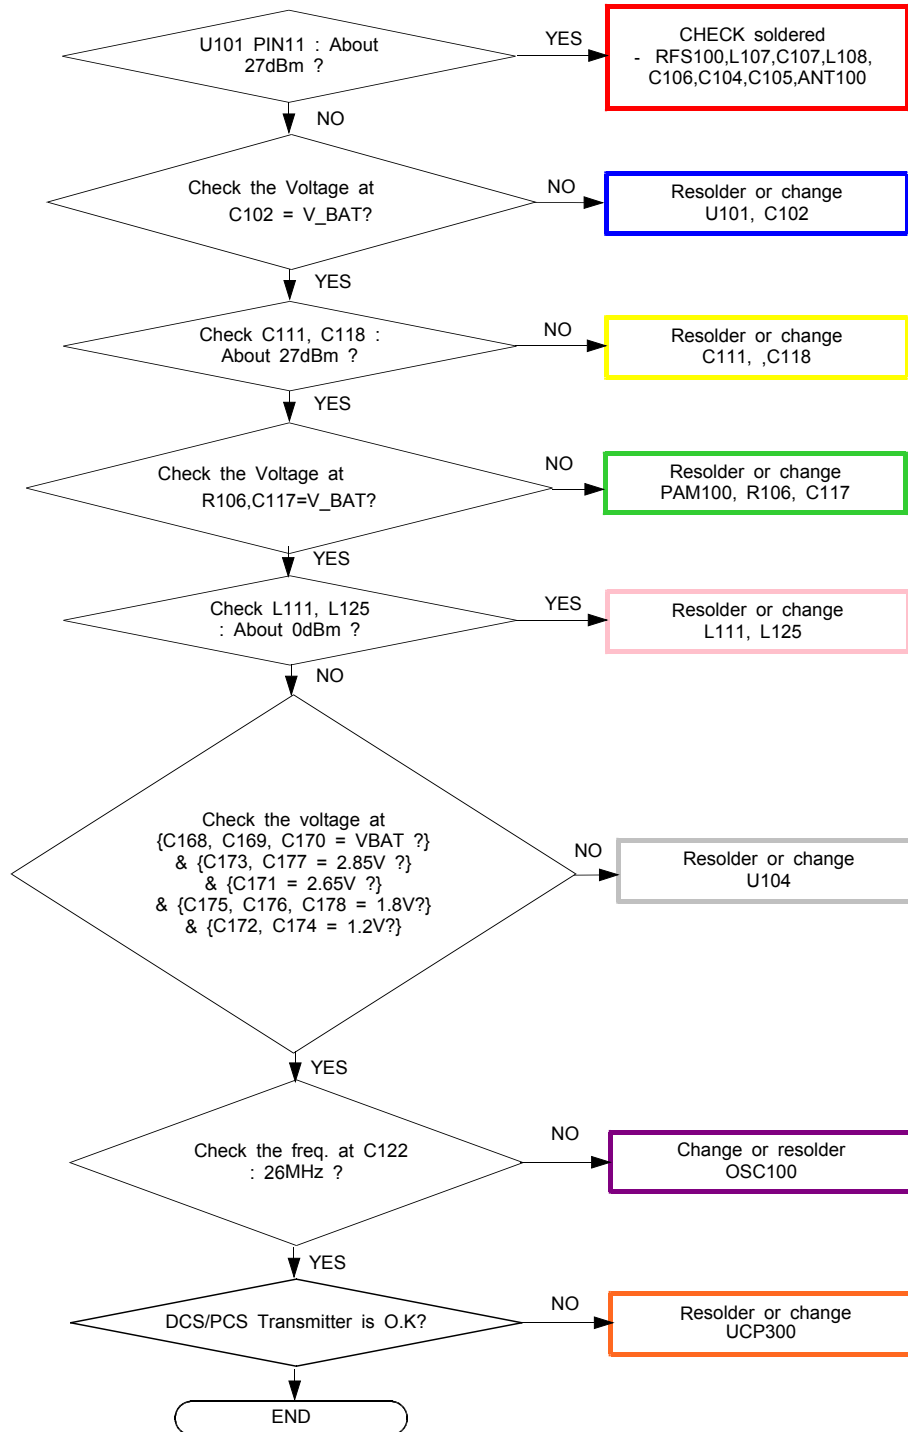 U101 PIN11 : About
27dBm ?
YES
CHECK soldered
- RFS100,L107,C107,L108,
C106,C104,C105,ANT100
NO
Check the Voltage at
C102 = V_BAT?
NO
Resolder or change
U101, C102
YES
Check C111, C118 :
About 27dBm ?
NO
Resolder or change
C111, ,C118
YES
Check the Voltage at
R106,C117=V_BAT?
NO
Resolder or change
PAM100, R106, C117
YES
Check L111, L125
: About 0dBm ?
YES
Resolder or change
L111, L125
NO
Check the voltage at
{C168, C169, C170 = VBAT ?}
& {C173, C177 = 2.85V ?}
& {C171 = 2.65V ?}
& {C175, C176, C178 = 1.8V?}
& {C172, C174 = 1.2V?}
NO
Resolder or change
U104
YES
Check the freq. at C122
: 26MHz ?
NO
Change or resolder
OSC100
YES
DCS/PCS Transmitter is O.K?
NO
Resolder or change
UCP300
END